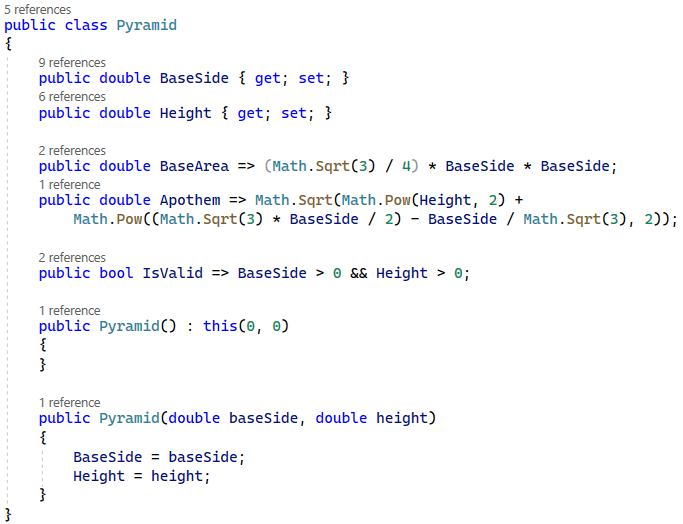 5 references
public class Pyramid
{
9 references
public double BaseSide { get; set; }
6 references
public double Height { get; set; }
2 references
public double BaseArea => (Math.Sqrt(3) / 4) * BaseSide * BaseSide;
1 reference
public double Apothem => Math.Sqrt(Math.Pow(Height, 2) +
Math.Pow((Math.Sqrt(3) * BaseSide / 2) - BaseSide / Math.Sqrt(3), 2));
2 references
public bool IsValid => BaseSide > 0 && Height > 0;
1 reference
public Pyramid() : this(0, 0)
{
}
1 reference
public Pyramid(double baseSide, double height)
{
BaseSide = baseSide;
Height = height;
}
}